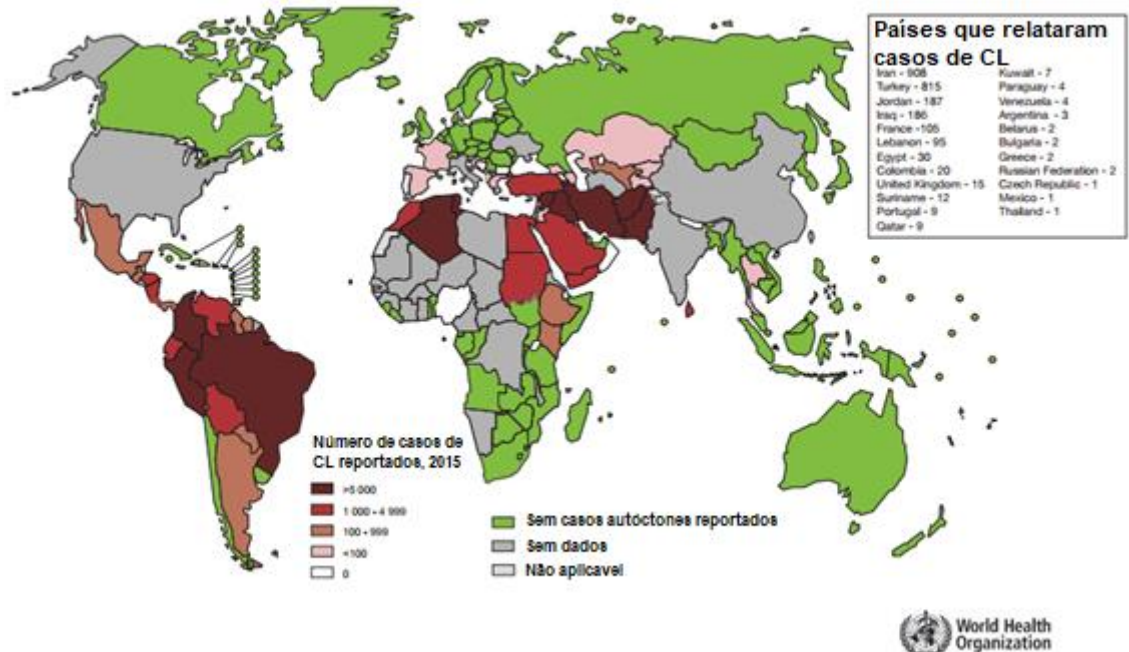 Países que relataram
casos de CL
Iran - 908
Turkey - 815
Jordan - 187
Iraq - 186
France -105
Lebanon - 95
Egypt - 30
Colombia - 20
United Kingdom - 15
Suriname - 12
Portugal - 9
Qatar - 9
Kuwait - 7
Paraguay - 4
Venezuela - 4
Argentina - 3
Belarus - 2
Bulgaria - 2
Greece - 2
Russian Federation - 2
Czech Republic - 1
Mexico - 1
Thailand - 1
Número de casos de
CL reportados, 2015
>5 000
1 000 - 4 999
100 - 999
<100
0
Sem casos autóctones reportados
Sem dados
Não aplicavel
World Health
Organization